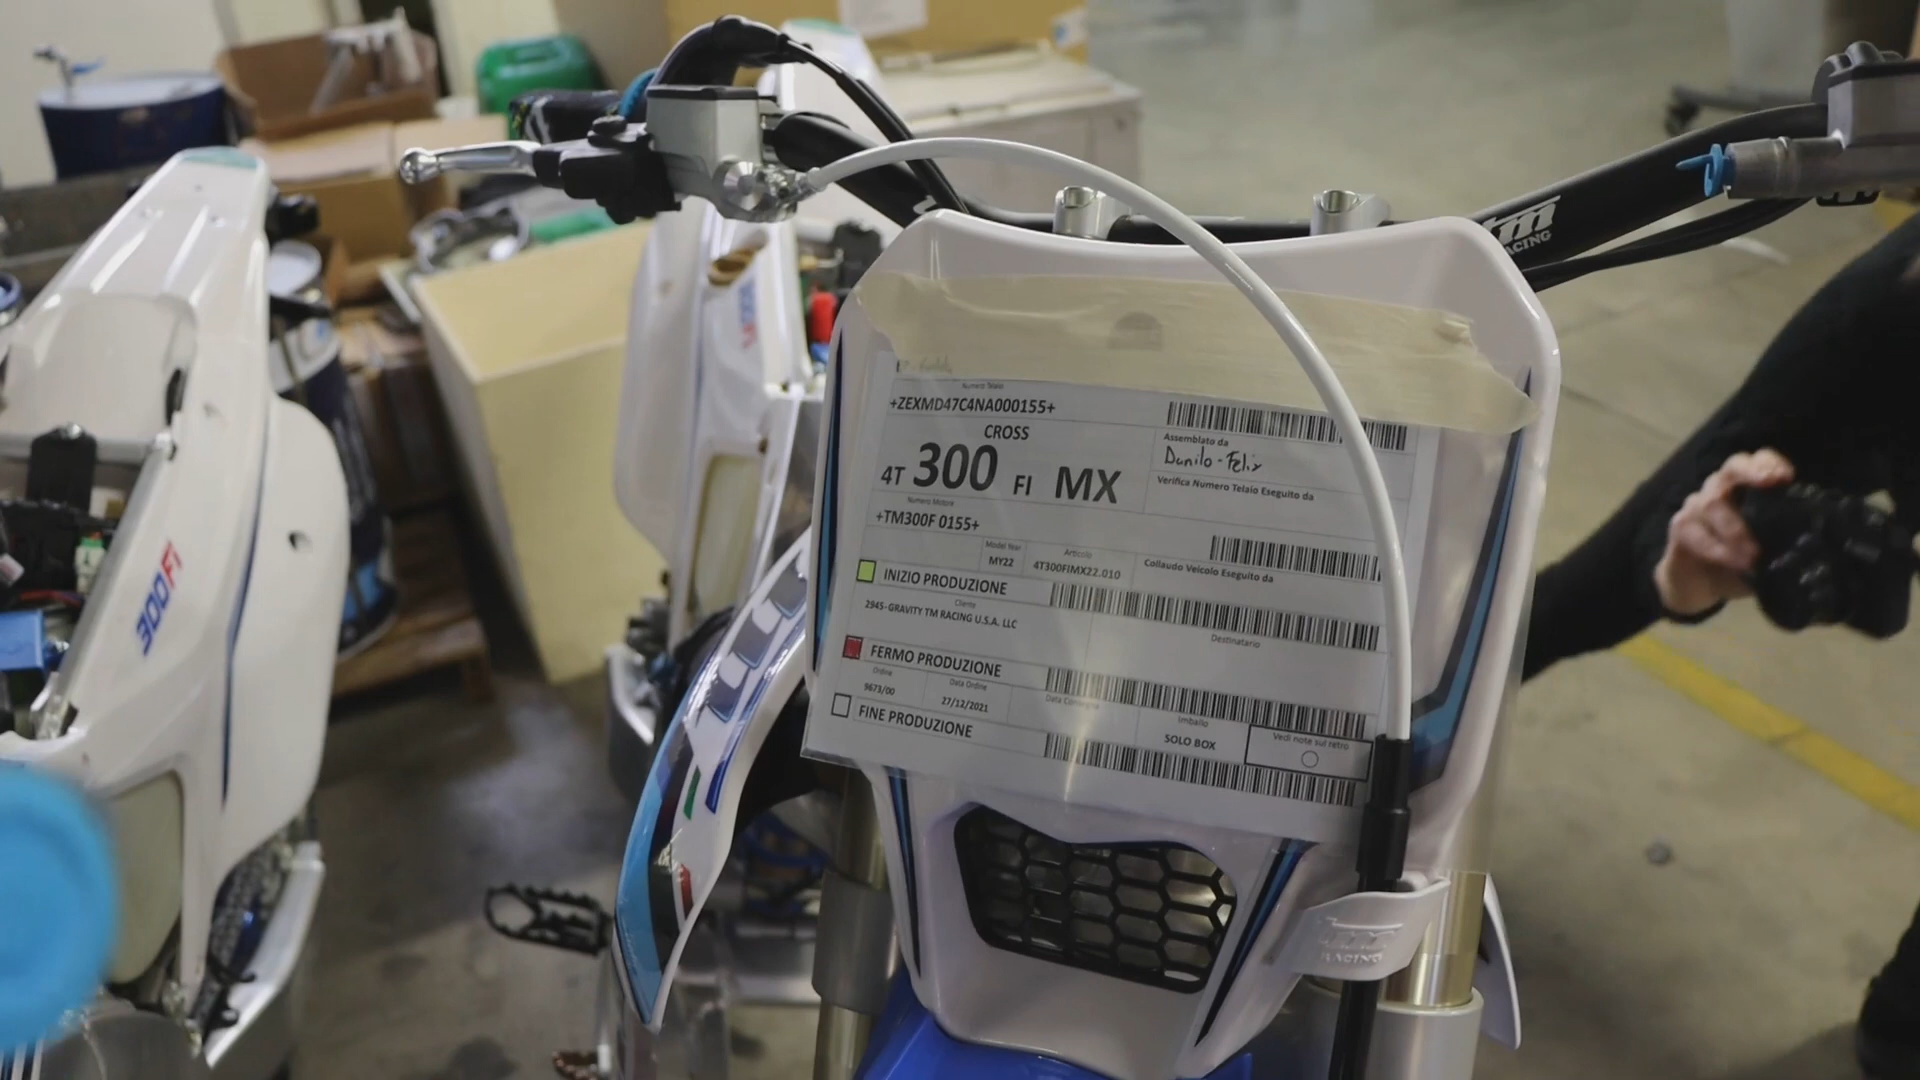 tm
RACING
Numero Telaio
+ZEXMD47C4NA000155+
CROSS
4T 300 FI MX
Assemblato da
Danilo - Felix
Verifica Numero Telaio Eseguito da
Numero Motore
+TM300F 0155+
Model Year
MY22
Articolo
4T300FIMX22.010
Collaudo Veicolo Eseguito da
INIZIO PRODUZIONE
Cliente
2945- GRAVITY TM RACING U.S.A. LLC
Destinatario
FERMO PRODUZIONE
Ordine
9673/00
Data Ordine
27/12/2021
Data Consegna
Imballo
SOLO BOX
Vedi note sul retro
FINE PRODUZIONE
300Fi
RACING